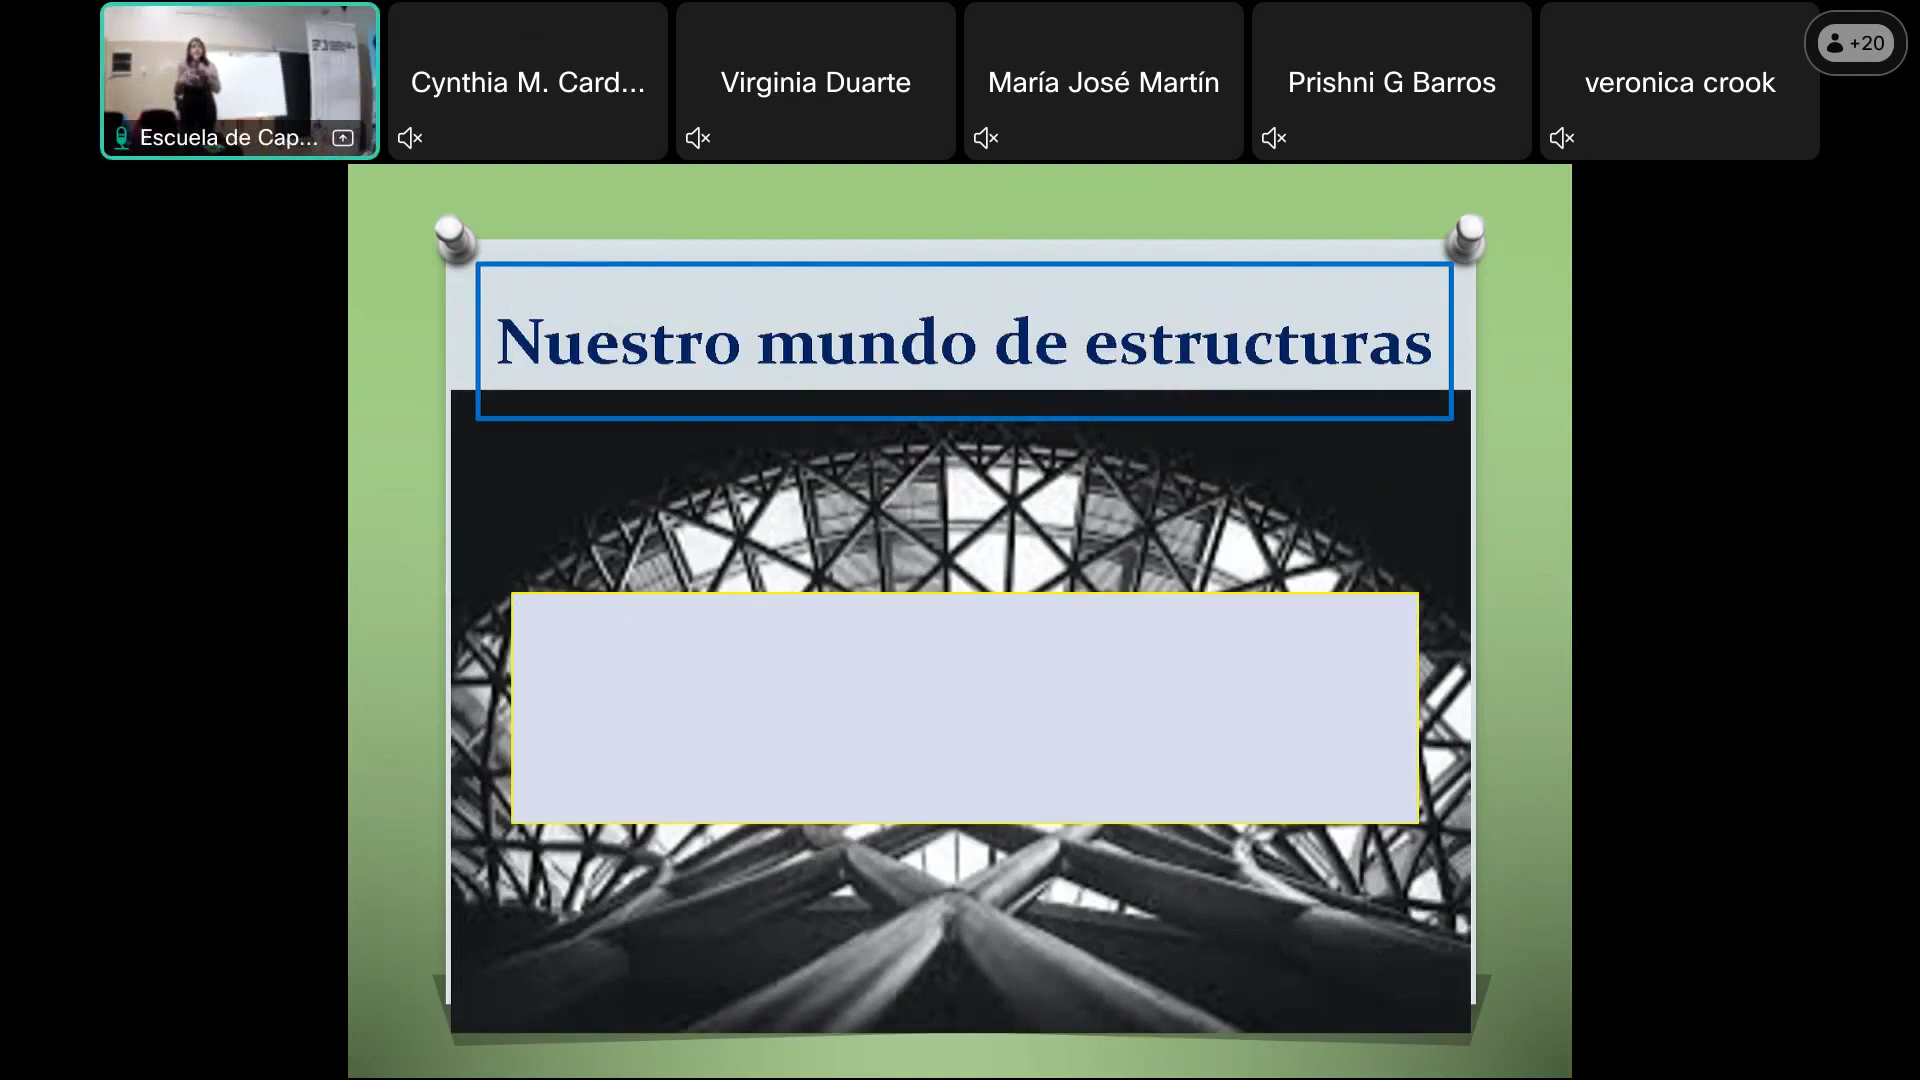 Escuela de Cap...
Cynthia M. Card...
Virginia Duarte
María José Martín
Prishni G Barros
veronica crook
+20
Nuestro mundo de estructuras